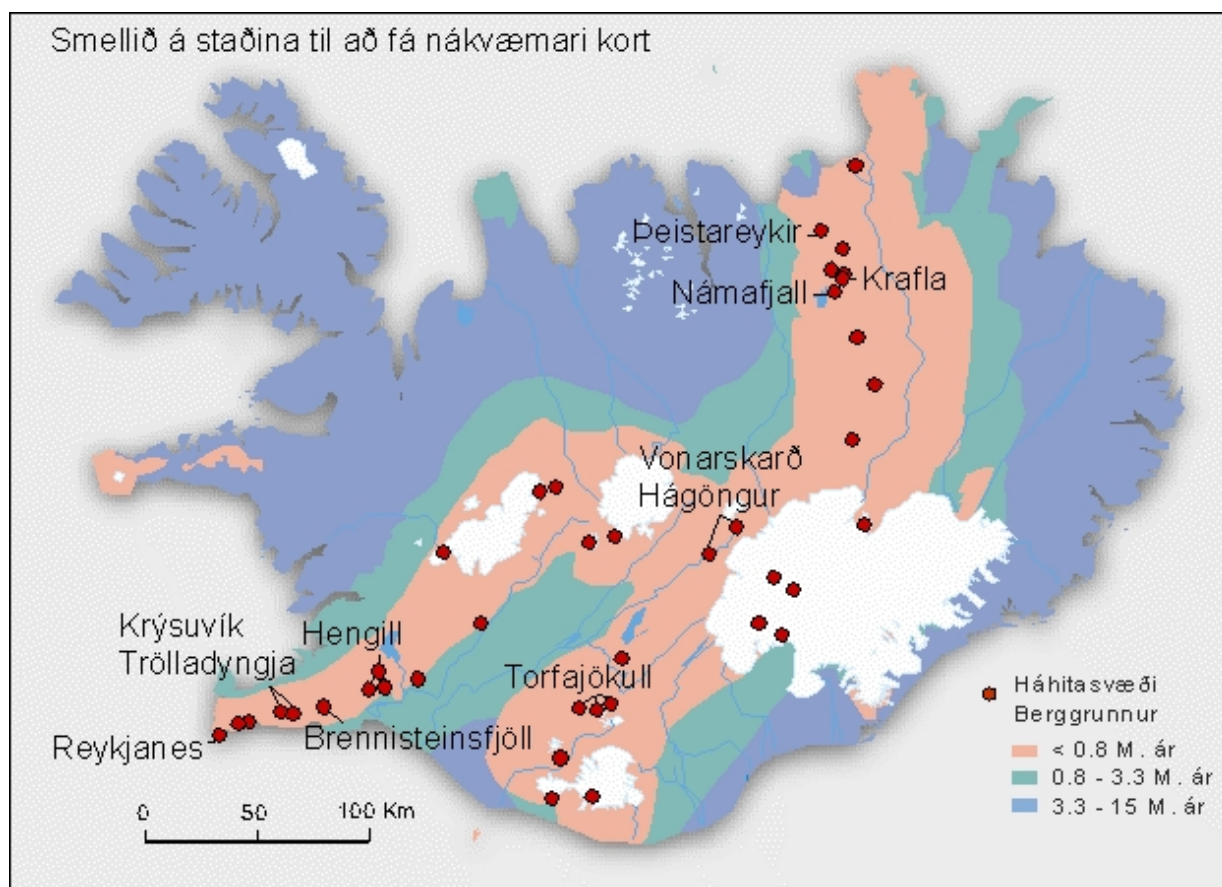 Smellið á staðina til að fá nákvæmari kort
Þeistareykir
Krafla
Námafjall
Vonarskarð
Hágöngur
Krýsuvík
Trölladyngja
Hengill
Torfajökull
Brennisteinsfjöll
Reykjanes
0 50 100 Km
Háhitasvæði
Berggrunnur
< 0.8 M. ár
0.8 - 3.3 M. ár
3.3 - 15 M. ár